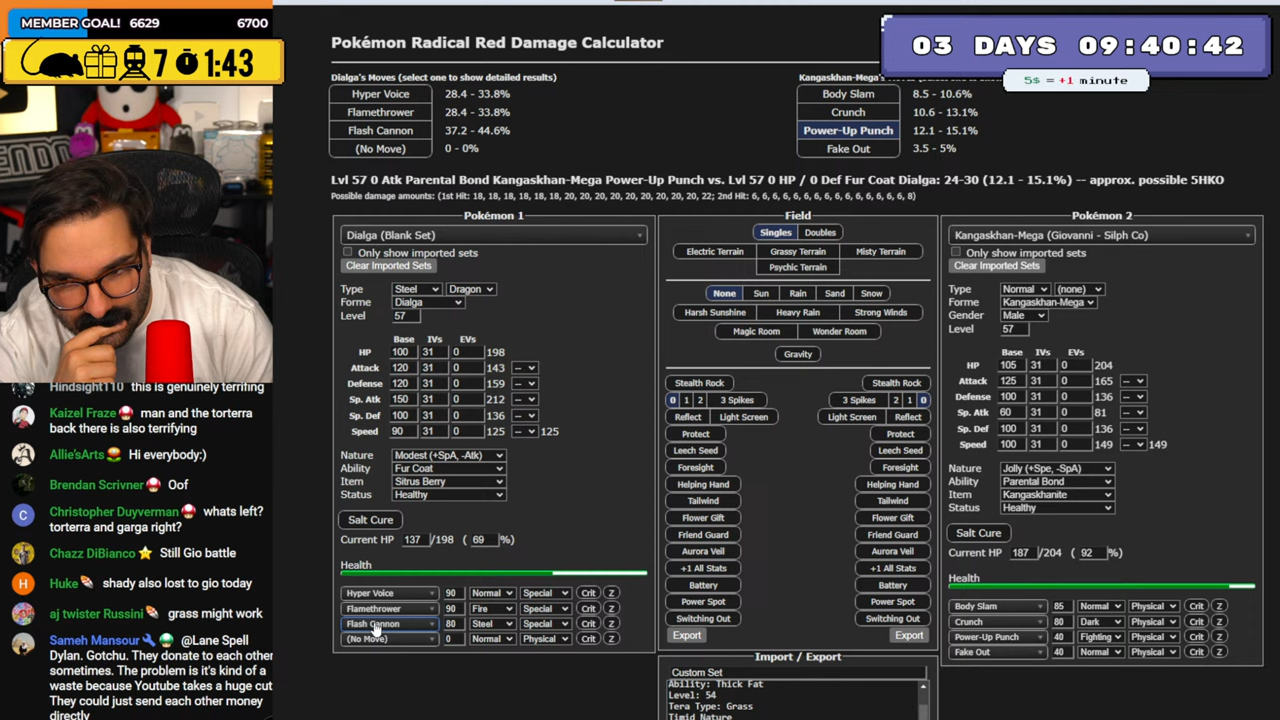 MEMBER GOAL! 6629 6700
7 1:43
Pokémon Radical Red Damage Calculator
03 DAYS 09:40:42
5$ = +1 minute
Dialga's Moves (select one to show detailed results)
Hyper Voice 28.4 - 33.8%
Flamethrower 28.4 - 33.8%
Flash Cannon 37.2 - 44.6%
(No Move) 0 - 0%
Body Slam 8.5 - 10.6%
Crunch 10.6 - 13.1%
Power-Up Punch 12.1 - 15.1%
Fake Out 3.5 - 5%
Lvl 57 0 Atk Parental Bond Kangaskhan-Mega Power-Up Punch vs. Lvl 57 0 HP / 0 Def Fur Coat Dialga: 24-30 (12.1 - 15.1%) -- approx. possible 5HKO
Possible damage amounts: (1st Hit: 18, 18, 18, 18, 18, 18, 20, 20, 20, 20, 20, 20, 20, 20, 20, 22; 2nd Hit: 6, 6, 6, 6, 6, 6, 6, 6, 6, 6, 6, 6, 6, 6, 6, 8)
Pokémon 1
Dialga (Blank Set)
Only show imported sets
Clear Imported Sets
Type Steel Dragon
Forme Dialga
Level 57
Base IVs EVs
HP 100 31 0 198
Attack 120 31 0 143 --
Defense 120 31 0 159 --
Sp. Atk 150 31 0 212 --
Sp. Def 100 31 0 136 --
Speed 90 31 0 125 -- 125
Nature Modest (+SpA, -Atk)
Ability Fur Coat
Item Sitrus Berry
Status Healthy
Salt Cure
Current HP 137 /198 ( 69 %)
Health
Hyper Voice 90 Normal Special Crit Z
Flamethrower 90 Fire Special Crit Z
Flash Cannon 80 Steel Special Crit Z
(No Move) 0 Normal Physical Crit Z
Field
Singles Doubles
Electric Terrain Grassy Terrain Misty Terrain
Psychic Terrain
None Sun Rain Sand Snow
Harsh Sunshine Heavy Rain Strong Winds
Magic Room Wonder Room
Gravity
Stealth Rock Stealth Rock
0 1 2 3 Spikes 3 Spikes 2 1 0
Reflect Light Screen Light Screen Reflect
Protect Protect
Leech Seed Leech Seed
Foresight Foresight
Helping Hand Helping Hand
Tailwind Tailwind
Flower Gift Flower Gift
Friend Guard Friend Guard
Aurora Veil Aurora Veil
+1 All Stats +1 All Stats
Battery Battery
Power Spot Power Spot
Switching Out Switching Out
Export Export
Import / Export
Custom Set
Ability: Thick Fat
Level: 54
Tera Type: Grass
Timid Nature
Pokémon 2
Kangaskhan-Mega (Giovanni - Silph Co)
Only show imported sets
Clear Imported Sets
Type Normal (none)
Forme Kangaskhan-Mega
Gender Male
Level 57
Base IVs EVs
HP 105 31 0 204
Attack 125 31 0 165 --
Defense 100 31 0 136 --
Sp. Atk 60 31 0 81 --
Sp. Def 100 31 0 136 --
Speed 100 31 0 149 -- 149
Nature Jolly (+Spe, -SpA)
Ability Parental Bond
Item Kangaskhanite
Status Healthy
Salt Cure
Current HP 187 /204 ( 92 %)
Health
Body Slam 85 Normal Physical Crit Z
Crunch 80 Dark Physical Crit Z
Power-Up Punch 40 Fighting Physical Crit Z
Fake Out 40 Normal Physical Crit Z
Hindsight110 this is genuinely terrifing
Kaizel Fraze man and the torterra
back there is also terrifying
Allie'sArts Hi everybody:)
Brendan Scrivner Oof
Christopher Duyverman whats left?
torterra and garga right?
Chazz DiBianco Still Gio battle
Huke shady also lost to gio today
aj twister Russini grass might work
Sameh Mansour @Lane Spell
Dylan. Gotchu. They donate to each other
sometimes. The problem is it's kind of a
waste because Youtube takes a huge cut
They could just send each other money
directly